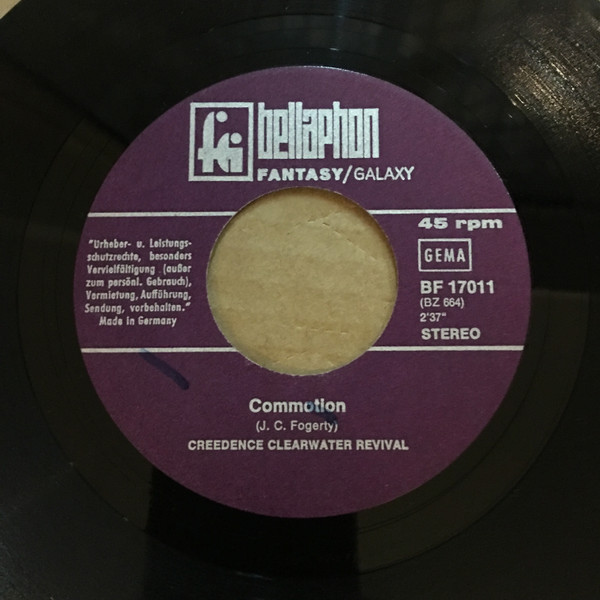 bellaphon
FANTASY/GALAXY
45 rpm
"Urheber- u. Leistungs-
schutzrechte, besonders
Vervielfältigung (außer
zum persönl. Gebrauch),
Vermietung, Aufführung,
Sendung, vorbehalten."
Made in Germany
GEMA
BF 17011
(BZ 664)
2'37"
STEREO
Commotion
(J. C. Fogerty)
CREEDENCE CLEARWATER REVIVAL